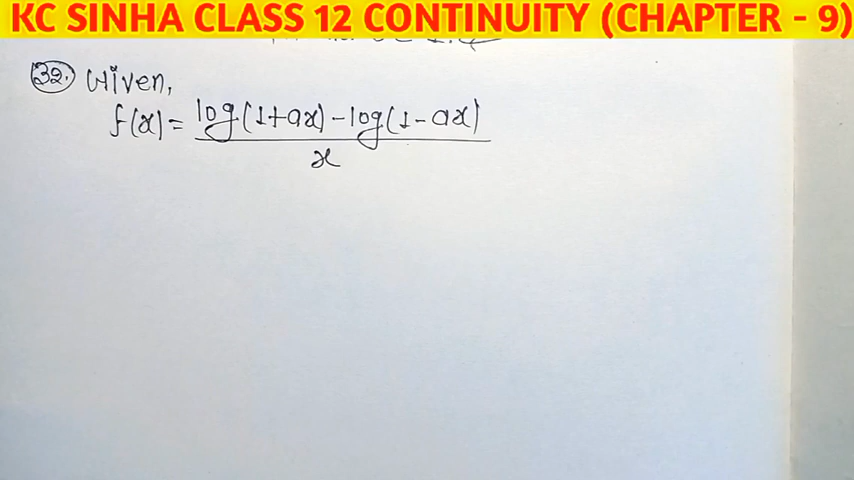 KC SINHA CLASS 12 CONTINUITY (CHAPTER - 9)
32. Given,
f(x) = log(1+ax) - log(1-ax)
x